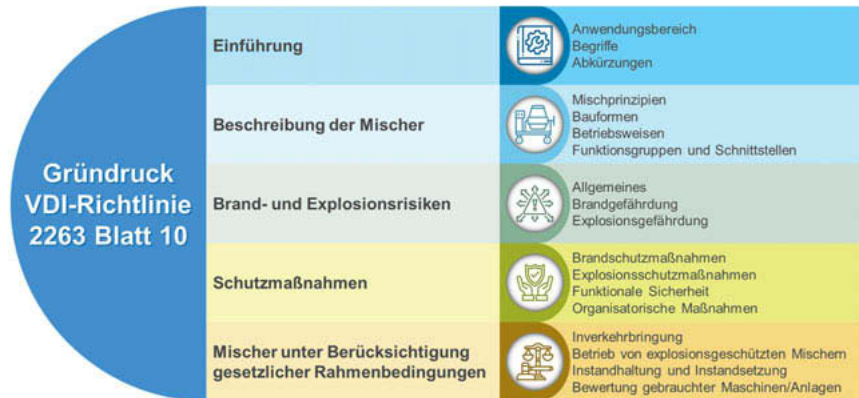 Gründruck
VDI-Richtlinie
2263 Blatt 10
Einführung
Anwendungsbereich
Begriffe
Abkürzungen
Beschreibung der Mischer
Mischprinzipien
Bauformen
Betriebsweisen
Funktionsgruppen und Schnittstellen
Brand- und Explosionsrisiken
Allgemeines
Brandgefährdung
Explosionsgefährdung
Schutzmaßnahmen
Brandschutzmaßnahmen
Explosionsschutzmaßnahmen
Funktionale Sicherheit
Organisatorische Maßnahmen
Mischer unter Berücksichtigung
gesetzlicher Rahmenbedingungen
Inverkehrbringung
Betrieb von explosionsgeschützten Mischern
Instandhaltung und Instandsetzung
Bewertung gebrauchter Maschinen/Anlagen